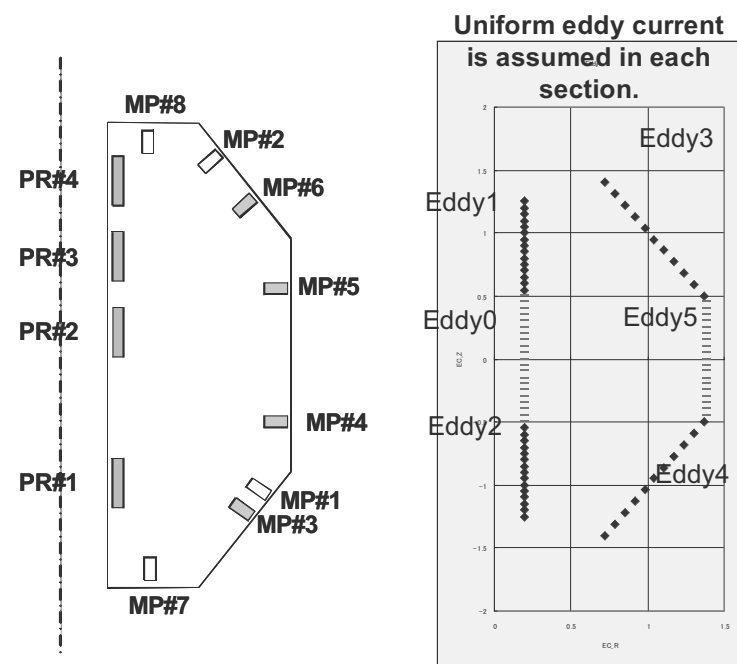 MP#8
MP#2
PR#4
MP#6
PR#3
MP#5
PR#2
MP#4
PR#1
MP#1
MP#3
MP#7
Uniform eddy current
is assumed in each
section.
2
Eddy3
1.5
Eddy1
1
0.5
Eddy0
Eddy5
EC_Z
0
Eddy2
Eddy4
-1
-1.5
-2
0
0.5
1
1.5
EC_R